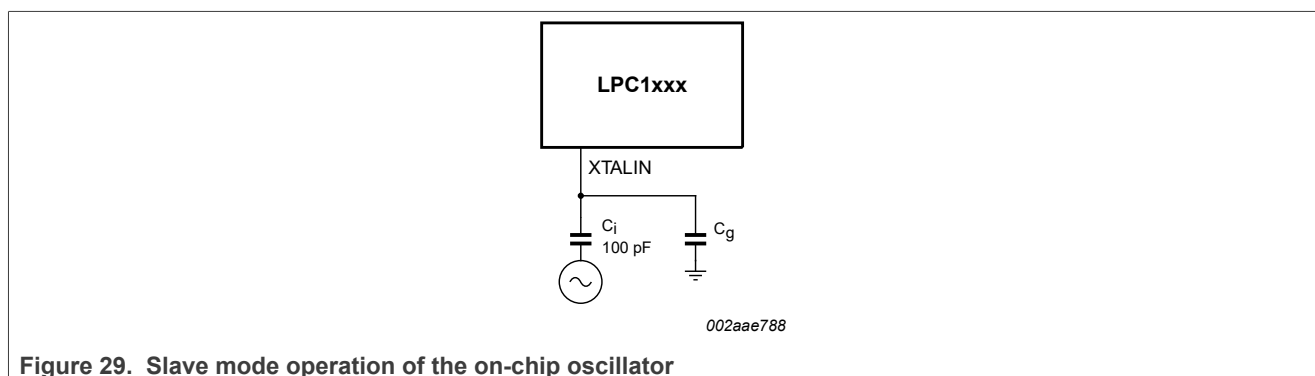 LPC1xxx
XTALIN
Ci
100 pF
Cg
002aae788
Figure 29. Slave mode operation of the on-chip oscillator